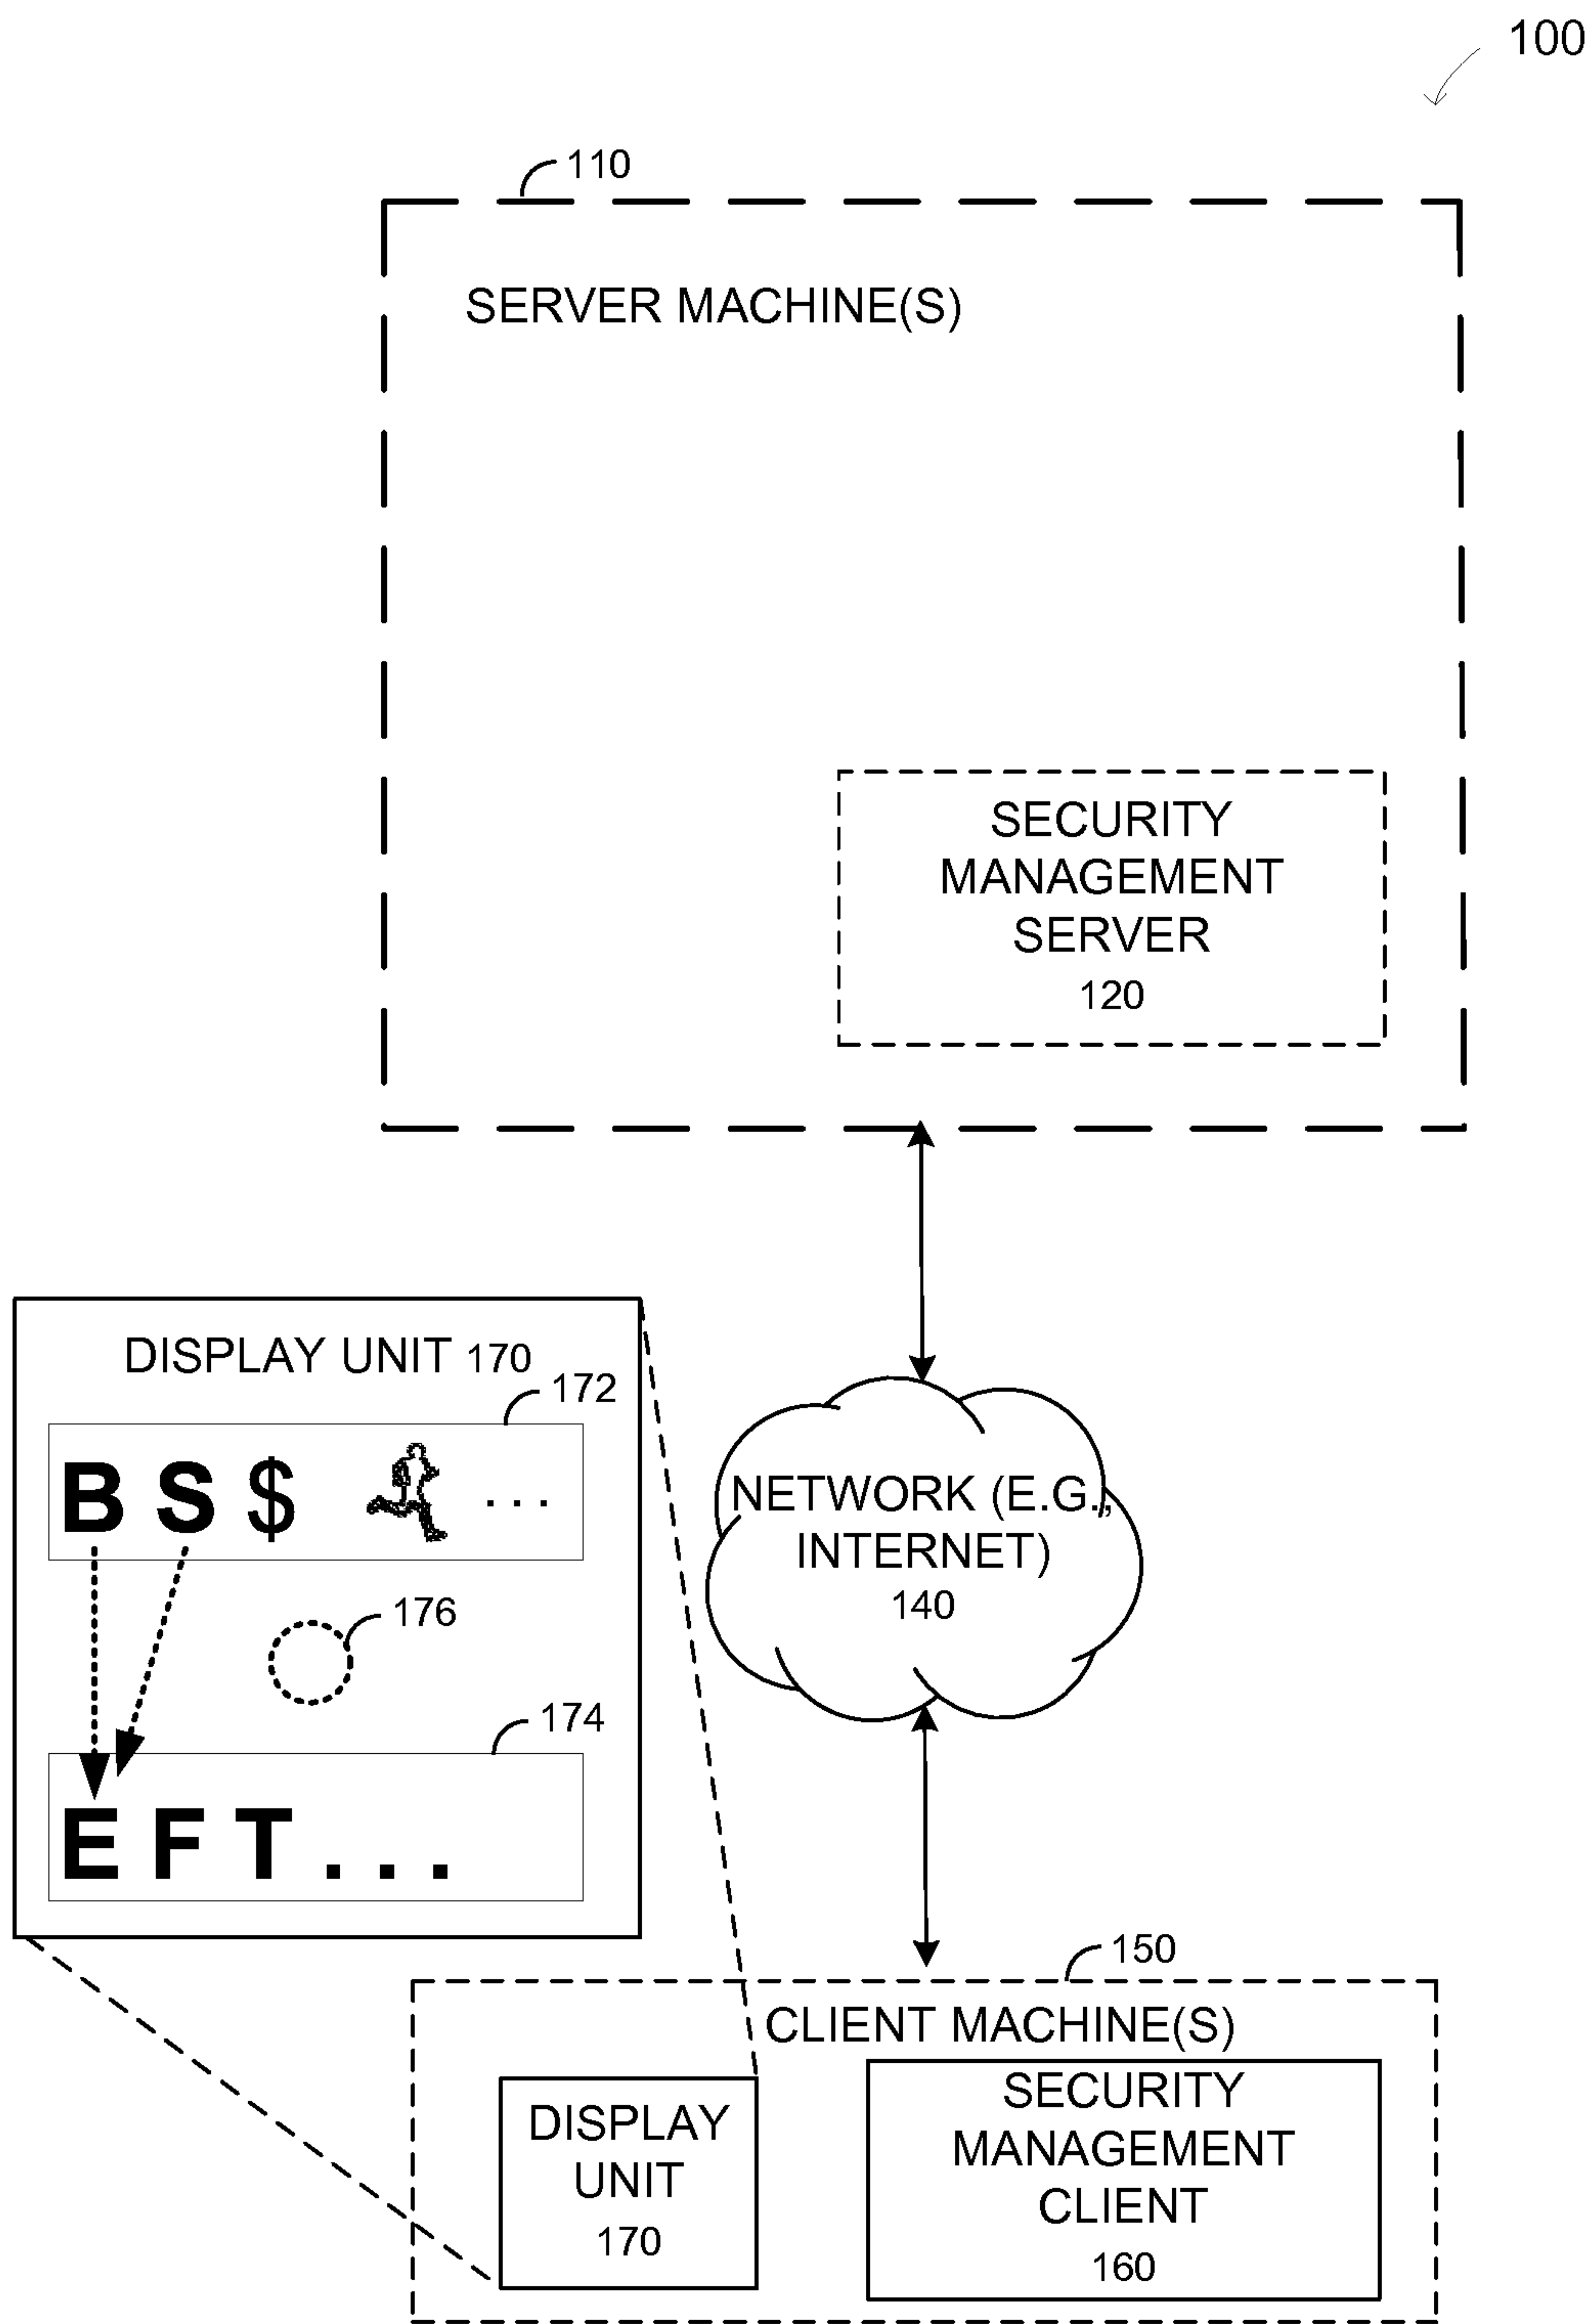 100
110
SERVER MACHINE(S)
SECURITY
MANAGEMENT
SERVER
120
DISPLAY UNIT 170
172
B S $ ...
176
174
E F T . . .
NETWORK (E.G.,
INTERNET)
140
150
CLIENT MACHINE(S)
DISPLAY
UNIT
170
SECURITY
MANAGEMENT
CLIENT
160